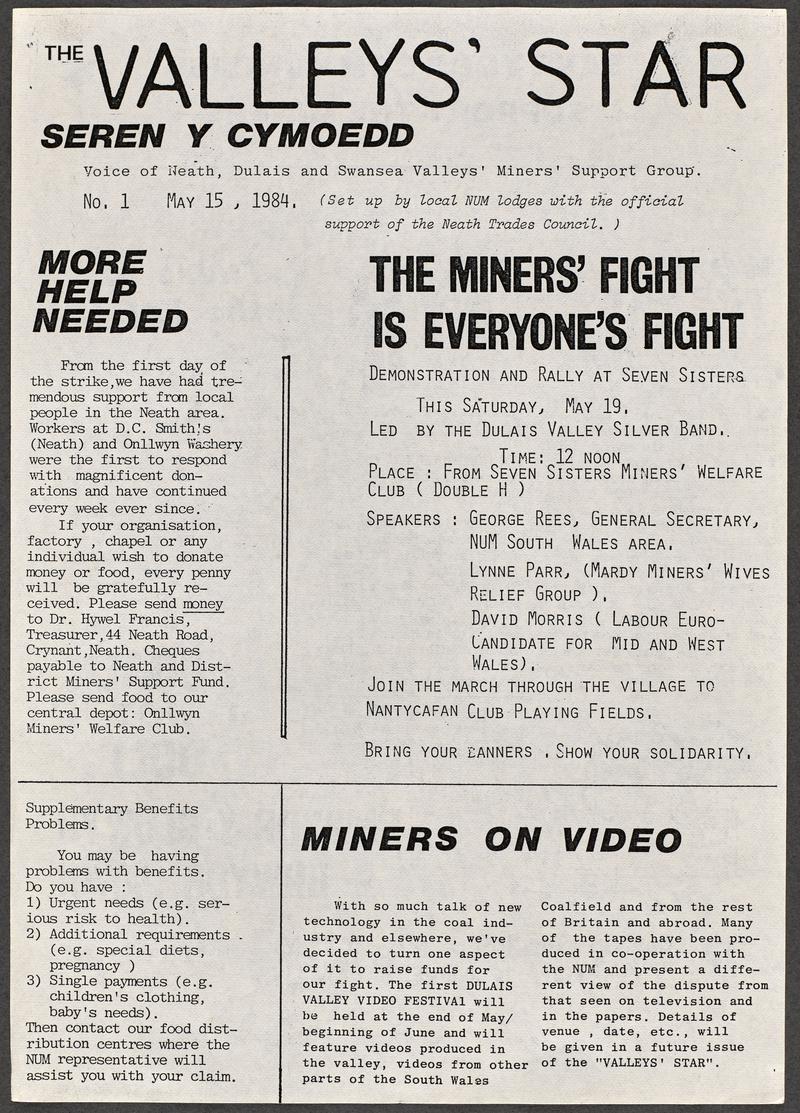 THE VALLEYS' STAR
SEREN Y CYMOEDD
Voice of Neath, Dulais and Swansea Valleys' Miners' Support Group.
No. 1 MAY 15 , 1984. (Set up by local NUM lodges with the official
support of the Neath Trades Council. )
MORE
HELP
NEEDED
From the first day of
the strike,we have had tre-
mendous support from local
people in the Neath area.
Workers at D.C. Smith's
(Neath) and Onllwyn Washery
were the first to respond
with magnificent don-
ations and have continued
every week ever since.
If your organisation,
factory , chapel or any
individual wish to donate
money or food, every penny
will be gratefully re-
ceived. Please send money
to Dr. Hywel Francis,
Treasurer,44 Neath Road,
Crynant,Neath. Cheques
payable to Neath and Dist-
rict Miners' Support Fund.
Please send food to our
central depot: Onllwyn
Miners' Welfare Club.
THE MINERS' FIGHT
IS EVERYONE'S FIGHT
DEMONSTRATION AND RALLY AT SEVEN SISTERS
THIS SATURDAY, MAY 19.
LED BY THE DULAIS VALLEY SILVER BAND.
TIME: 12 NOON
PLACE : FROM SEVEN SISTERS MINERS' WELFARE
CLUB ( DOUBLE H )
SPEAKERS : GEORGE REES, GENERAL SECRETARY,
NUM SOUTH WALES AREA.
LYNNE PARR, (MARDY MINERS' WIVES
RELIEF GROUP ).
DAVID MORRIS ( LABOUR EURO-
CANDIDATE FOR MID AND WEST
WALES).
JOIN THE MARCH THROUGH THE VILLAGE TO
NANTYCAFAN CLUB PLAYING FIELDS.
BRING YOUR BANNERS . SHOW YOUR SOLIDARITY.
Supplementary Benefits
Problems.
You may be having
problems with benefits.
Do you have :
1) Urgent needs (e.g. ser-
ious risk to health).
2) Additional requirements
(e.g. special diets,
pregnancy )
3) Single payments (e.g.
children's clothing,
baby's needs).
Then contact our food dist-
ribution centres where the
NUM representative will
assist you with your claim.
MINERS ON VIDEO
With so much talk of new
technology in the coal ind-
ustry and elsewhere, we've
decided to turn one aspect
of it to raise funds for
our fight. The first DULAIS
VALLEY VIDEO FESTIVAl will
be held at the end of May/
beginning of June and will
feature videos produced in
the valley, videos from other
parts of the South Wales
Coalfield and from the rest
of Britain and abroad. Many
of the tapes have been pro-
duced in co-operation with
the NUM and present a diffe-
rent view of the dispute from
that seen on television and
in the papers. Details of
venue , date, etc., will
be given in a future issue
of the "VALLEYS' STAR".